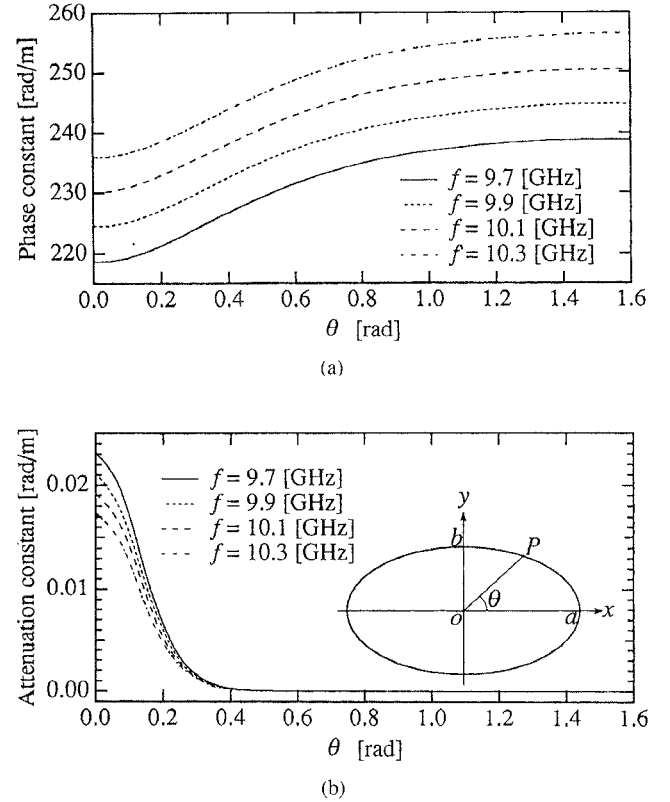 260
250
240
230
220
Phase constant [rad/m]
f = 9.7 [GHz]
f = 9.9 [GHz]
f = 10.1 [GHz]
f = 10.3 [GHz]
0.0 0.2 0.4 0.6 0.8 1.0 1.2 1.4 1.6
θ [rad]
(a)
0.02
0.01
0.00
Attenuation constant [rad/m]
f = 9.7 [GHz]
f = 9.9 [GHz]
f = 10.1 [GHz]
f = 10.3 [GHz]
y
b
P
θ
o
a
x
0.0 0.2 0.4 0.6 0.8 1.0 1.2 1.4 1.6
θ [rad]
(b)